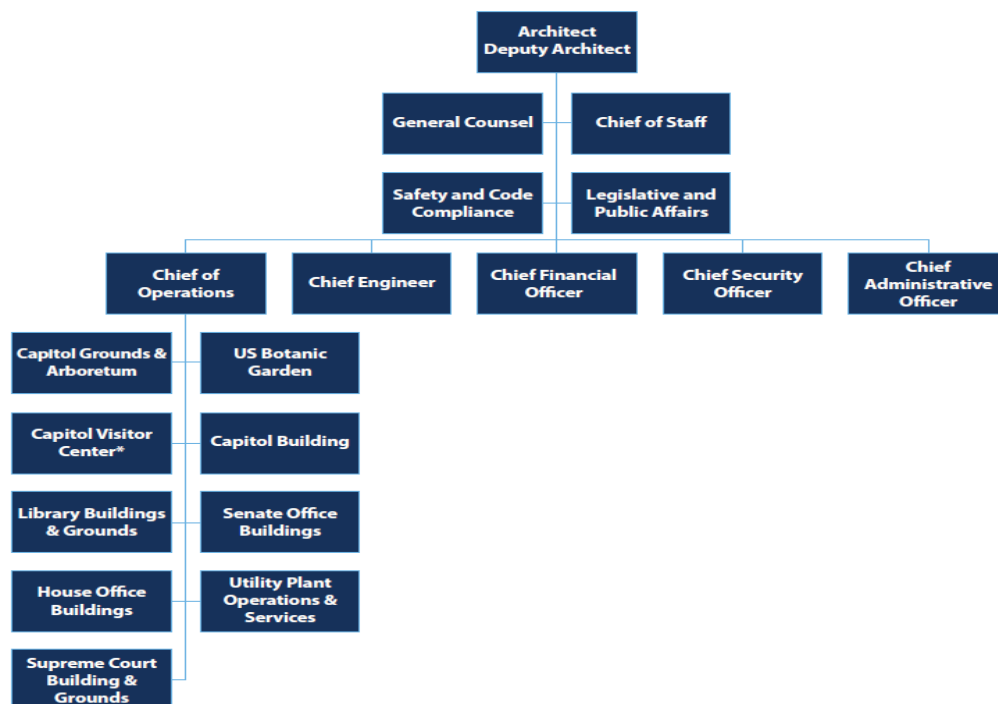 Architect
Deputy Architect
General Counsel
Chief of Staff
Safety and Code
Compliance
Legislative and
Public Affairs
Chief of
Operations
Chief Engineer
Chief Financial
Officer
Chief Security
Officer
Chief
Administrative
Officer
Capitol Grounds &
Arboretum
US Botanic
Garden
Capitol Visitor
Center*
Capitol Building
Library Buildings
& Grounds
Senate Office
Buildings
House Office
Buildings
Utility Plant
Operations &
Services
Supreme Court
Building &
Grounds